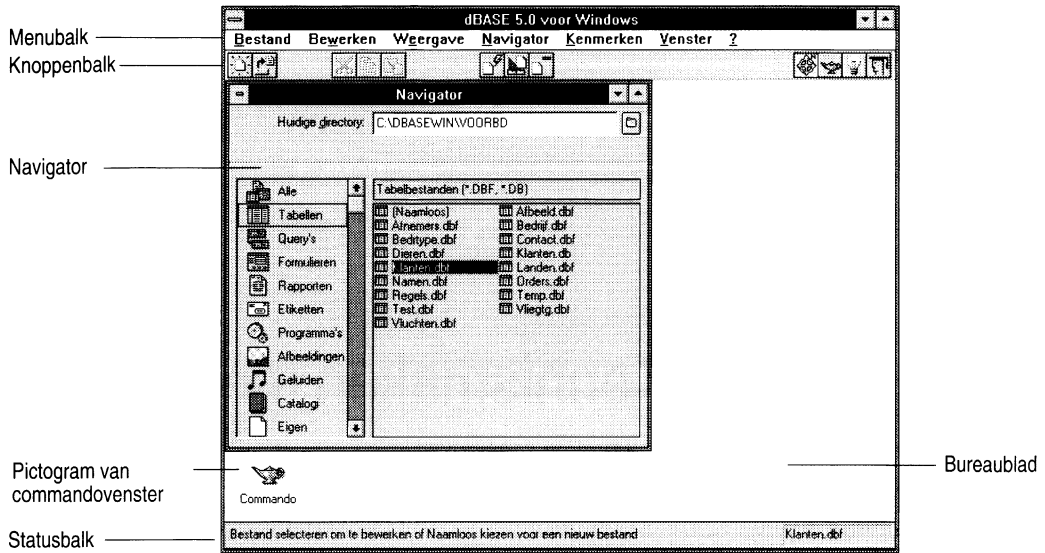 dBASE 5.0 voor Windows
Menubalk
Bestand Bewerken Weergave Navigator Kenmerken Venster ?
Knoppenbalk
Navigator
Huidige directory: C:\DBASEWIN\VOORBD
Navigator
Alle
Tabellen
Query's
Formulieren
Rapporten
Etiketten
Programma's
Afbeeldingen
Geluiden
Catalogi
Eigen
Tabelbestanden (*.DBF, *.DB)
(Naamloos) Afbeeld.dbf
Afnemers.dbf Bedrijf.dbf
Beditype.dbf Contact.dbf
Dieren.dbf Klanten.db
Klanten.dbf Landen.dbf
Namen.dbf Orders.dbf
Regels.dbf Temp.dbf
Test.dbf Vliegtg.dbf
Vluchten.dbf
Pictogram van
commandovenster
Commando
Bureaublad
Statusbalk
Bestand selecteren om te bewerken of Naamloos kiezen voor een nieuw bestand Klanten.dbf